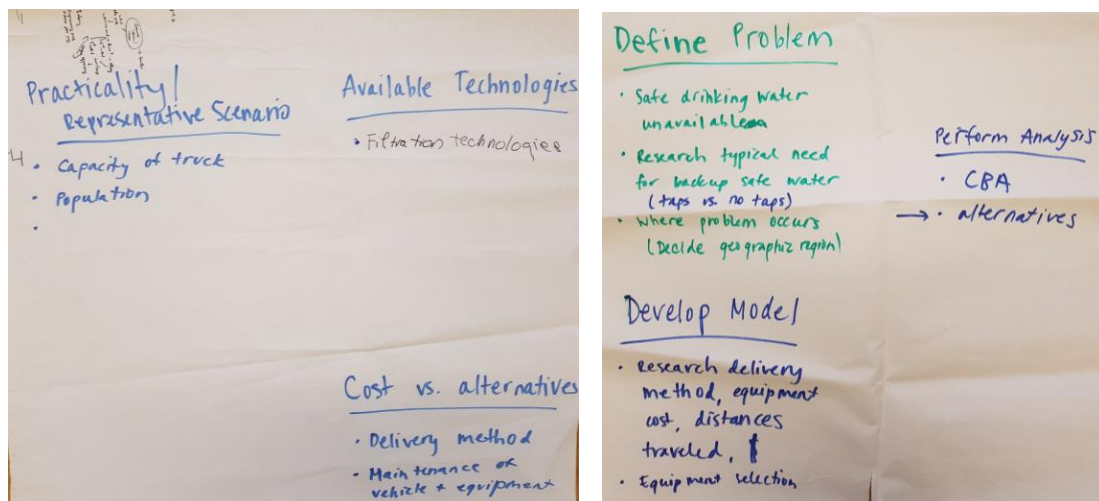 Practicality/
Representative Scenario
• Capacity of truck
• Population
•
Available Technologies
• Filtration technologies
Cost vs. alternatives
• Delivery method
• Maintenance of
vehicle + equipment
Define Problem
• Safe drinking water
unavailable
• Research typical need
for backup safe water
(taps vs. no taps)
• Where problem occurs
(Decide geographic region)
Perform Analysis
• CBA
→ • alternatives
Develop Model
• Research delivery
method, equipment
cost, distances
traveled,
• Equipment selection